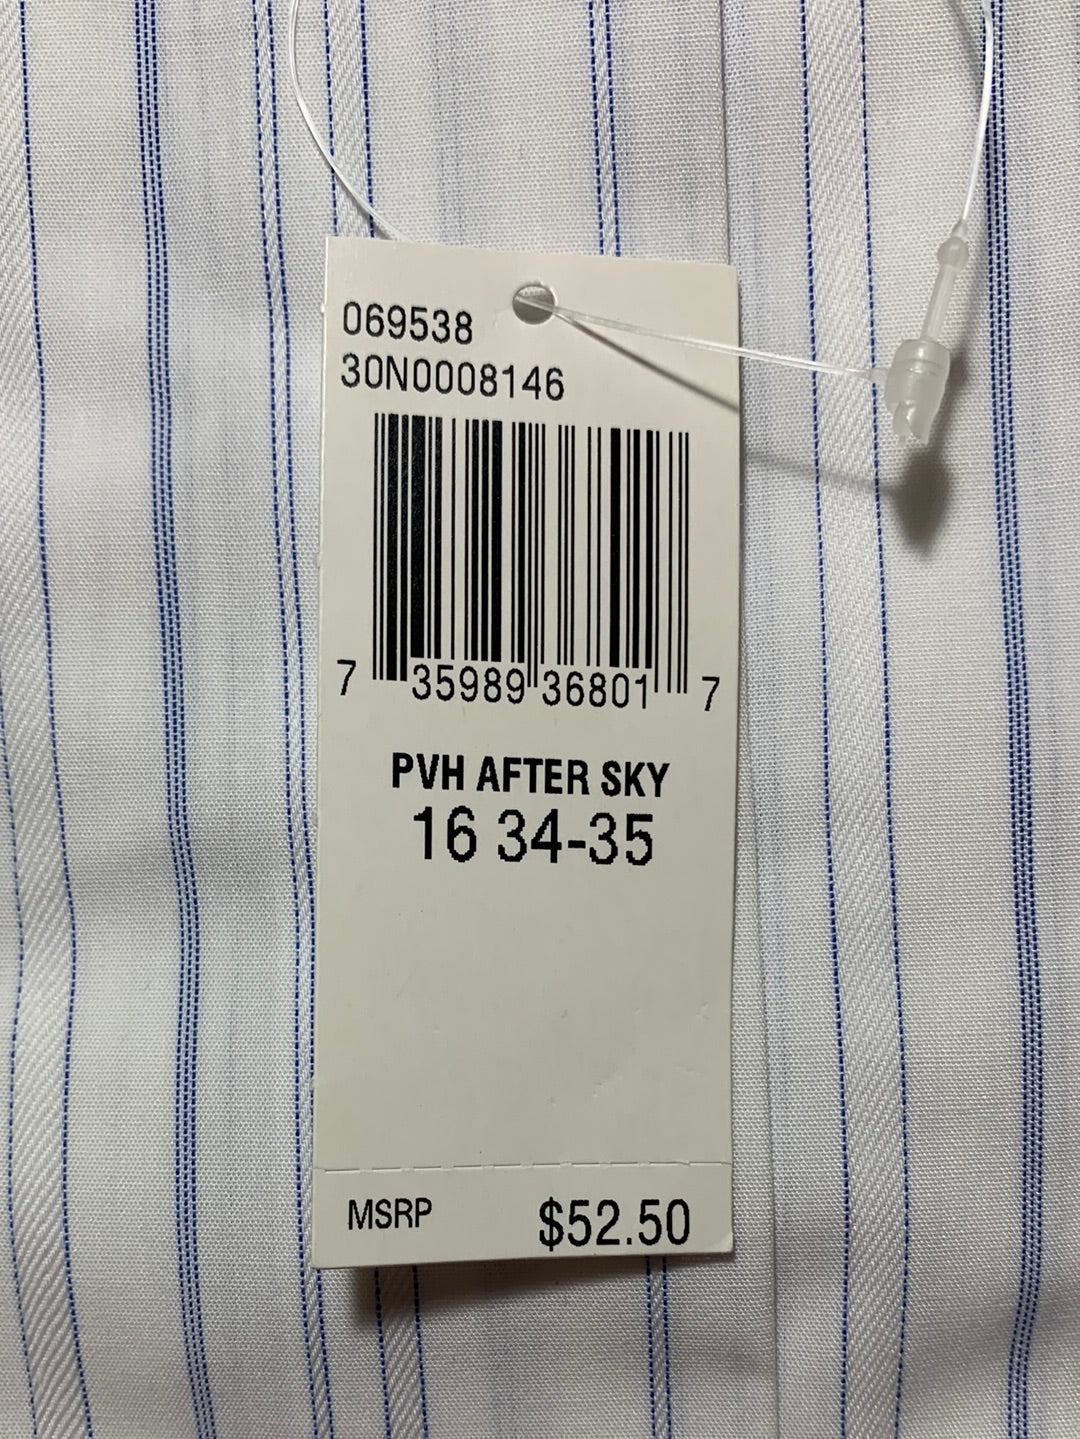 069538
30N0008146
7 35989 36801 7
PVH AFTER SKY
16 34-35
MSRP $52.50